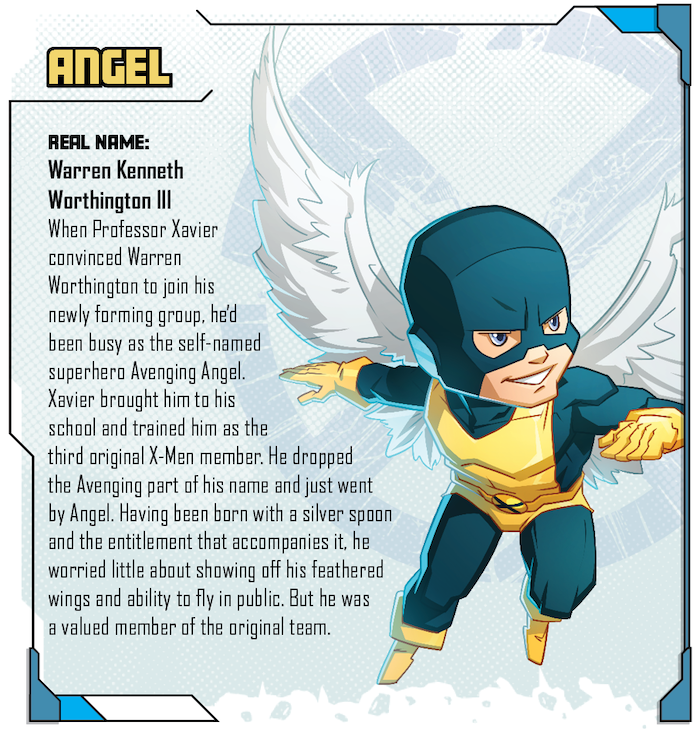 ANGEL
REAL NAME:
Warren Kenneth
Worthington III
When Professor Xavier
convinced Warren
Worthington to join his
newly forming group, he'd
been busy as the self-named
superhero Avenging Angel.
Xavier brought him to his
school and trained him as the
third original X-Men member. He dropped
the Avenging part of his name and just went
by Angel. Having been born with a silver spoon
and the entitlement that accompanies it, he
worried little about showing off his feathered
wings and ability to fly in public. But he was
a valued member of the original team.